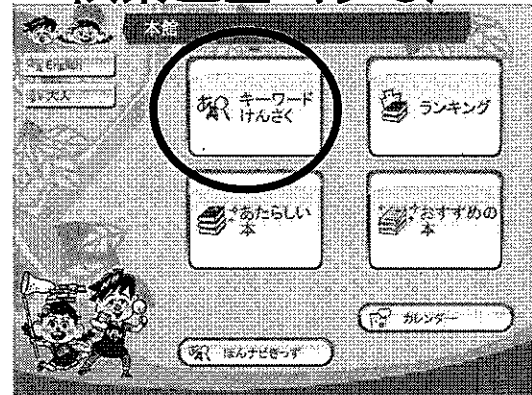 本館
English
大人
キーワード
けんさく
ランキング
あたらしい
本
おすすめの
本
カレンダー
ほんナビきっず